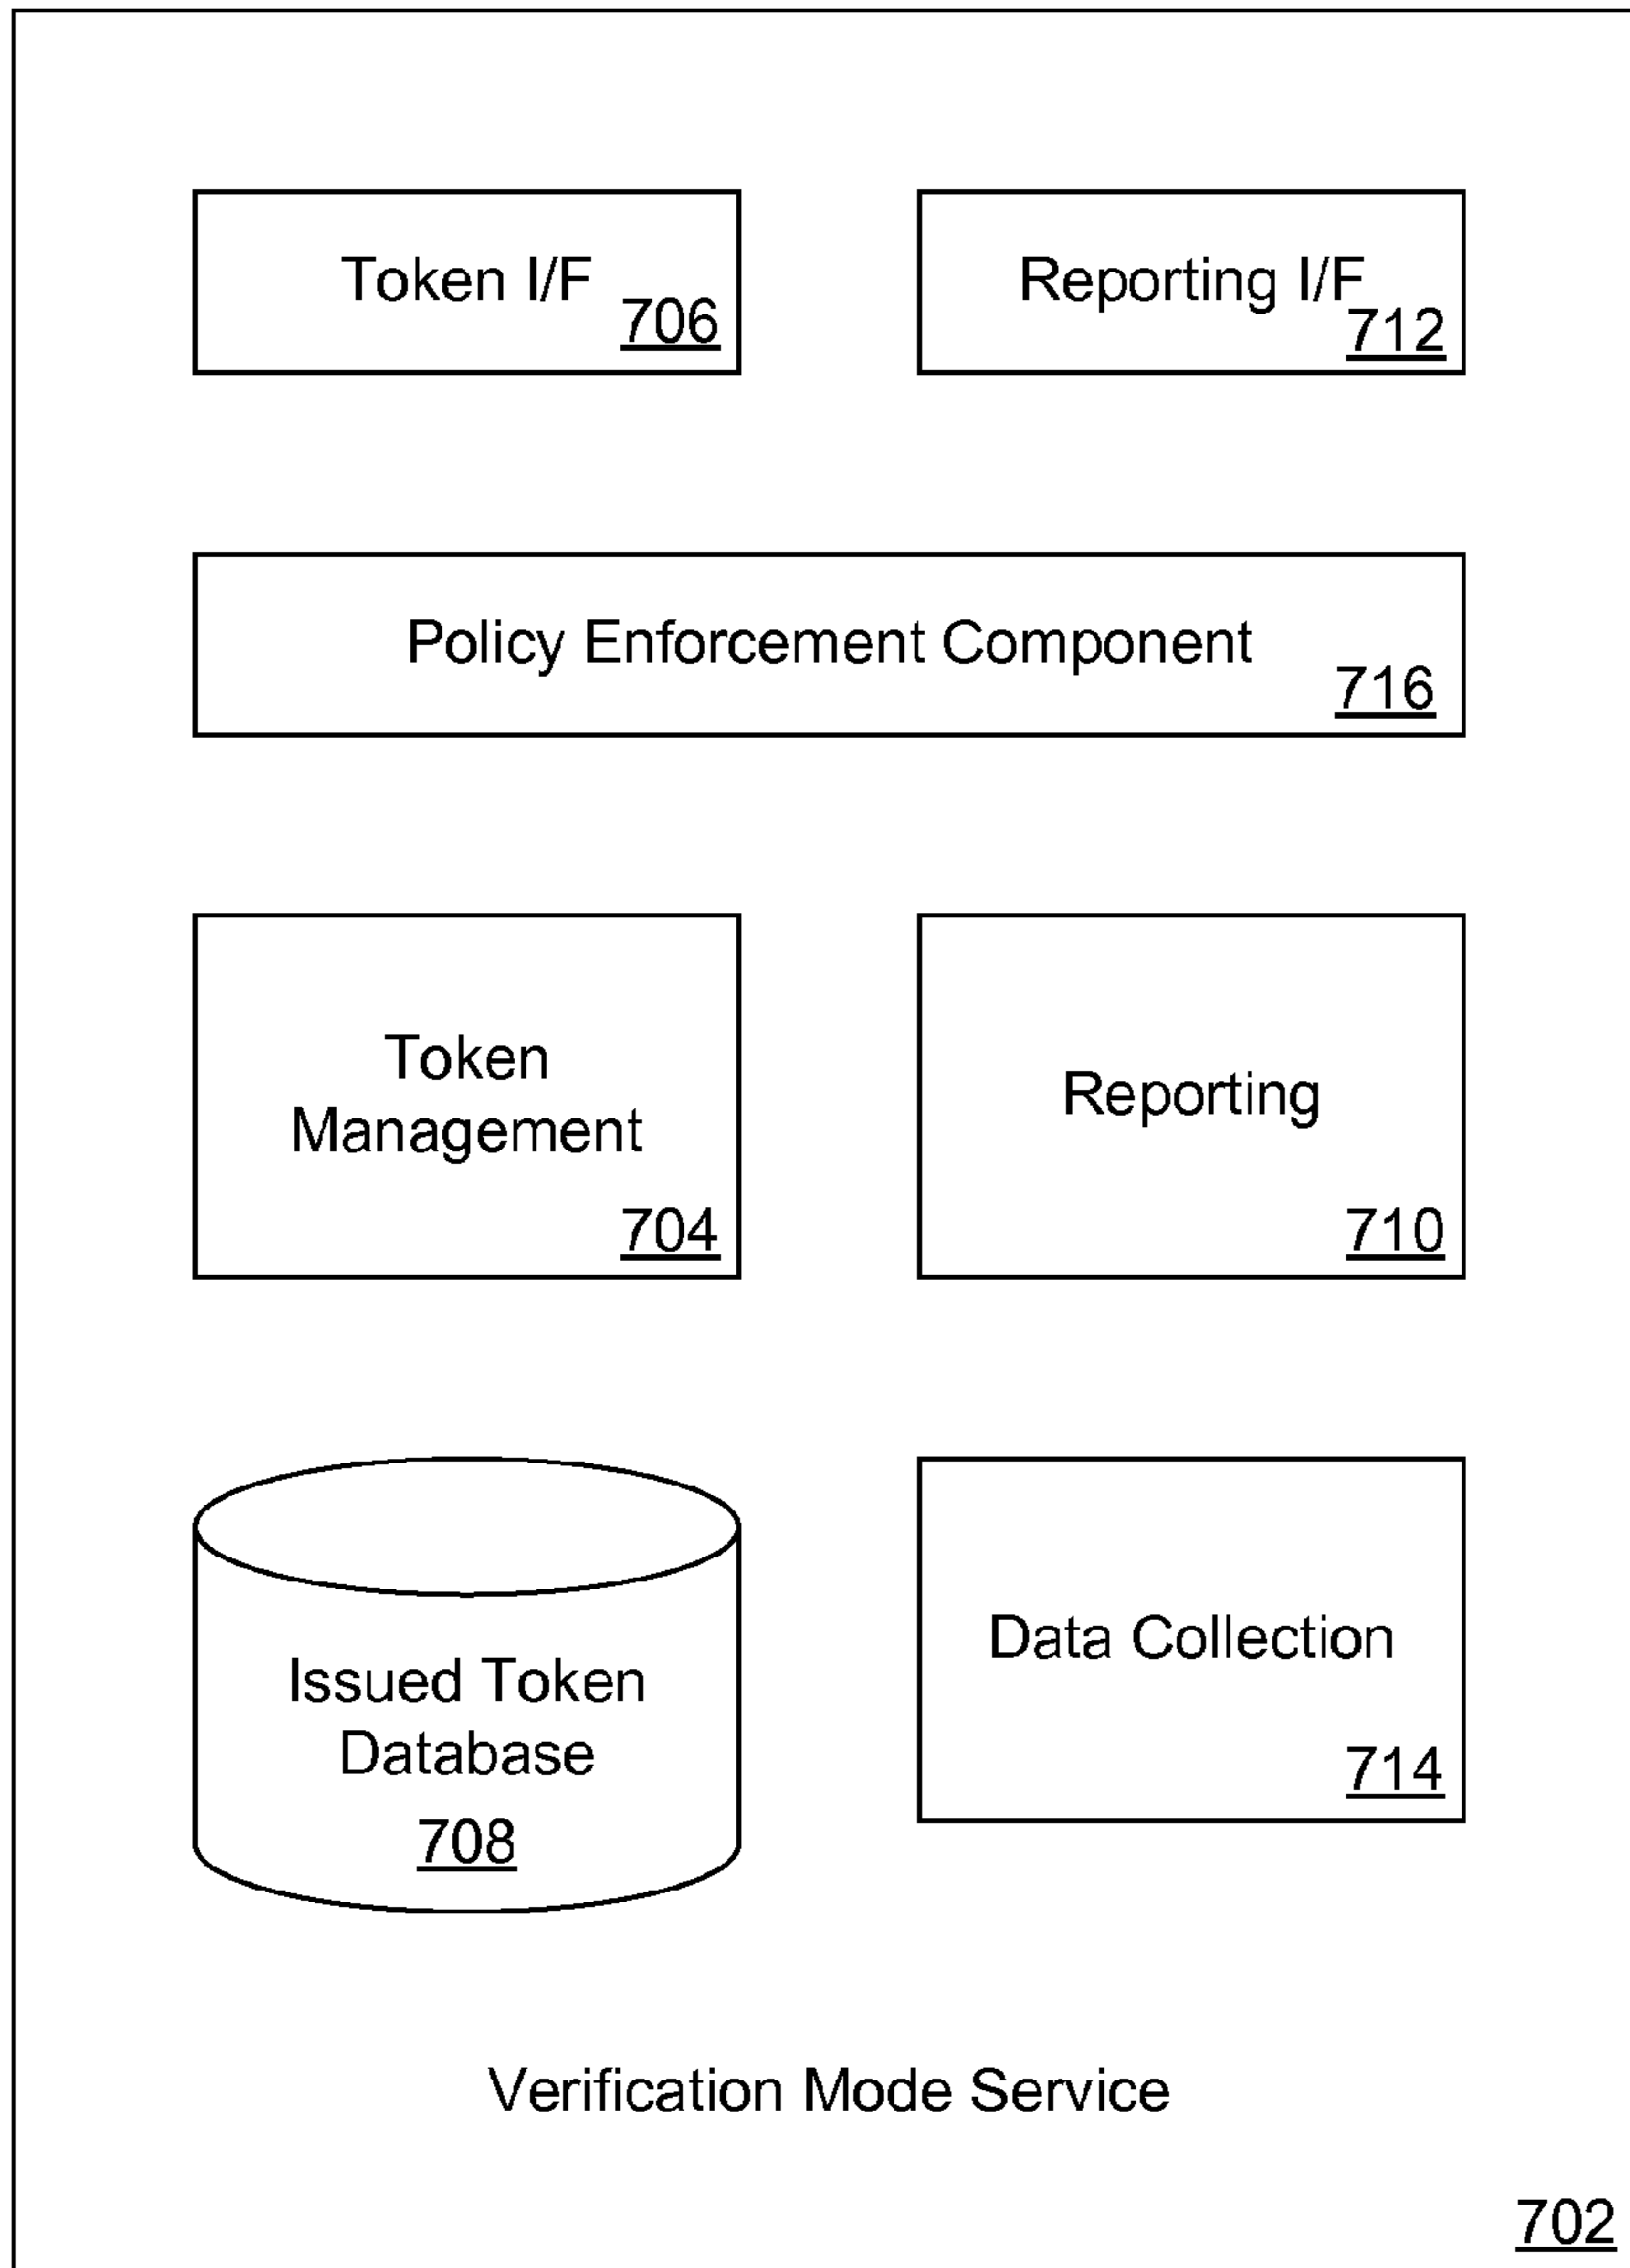 Token I/F
706
Reporting I/F
712
Policy Enforcement Component
716
Token
Management
704
Reporting
710
Issued Token
Database
708
Data Collection
714
Verification Mode Service
702